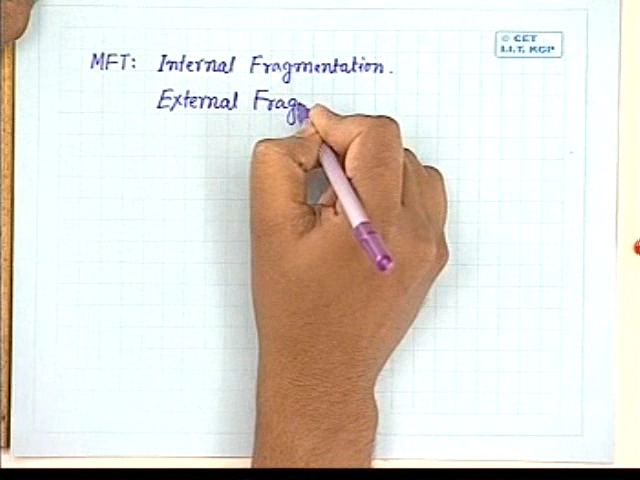 © CET
I.I.T. KGP
MFT: Internal Fragmentation.
External Frag